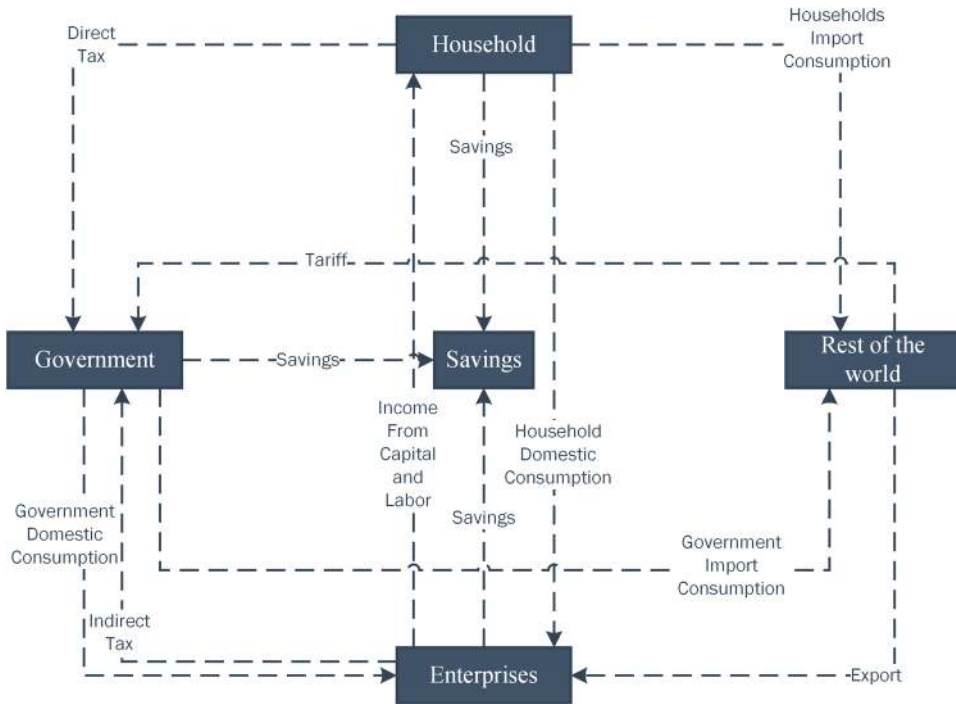 Direct
Tax
Household
Households
Import
Consumption
Savings
Tariff
Government
Savings
Savings
Rest of the
world
Income
From
Capital
and
Labor
Household
Domestic
Consumption
Government
Domestic
Consumption
Savings
Government
Import
Consumption
Indirect
Tax
Enterprises
Export